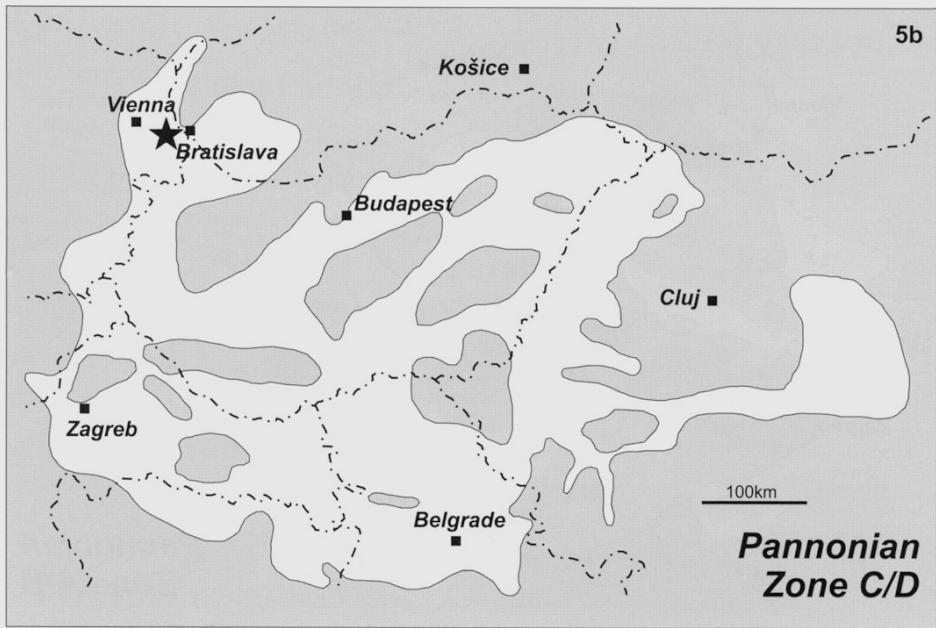 5b
Košice
Vienna
Bratislava
Budapest
Cluj
Zagreb
100km
Belgrade
Pannonian
Zone C/D